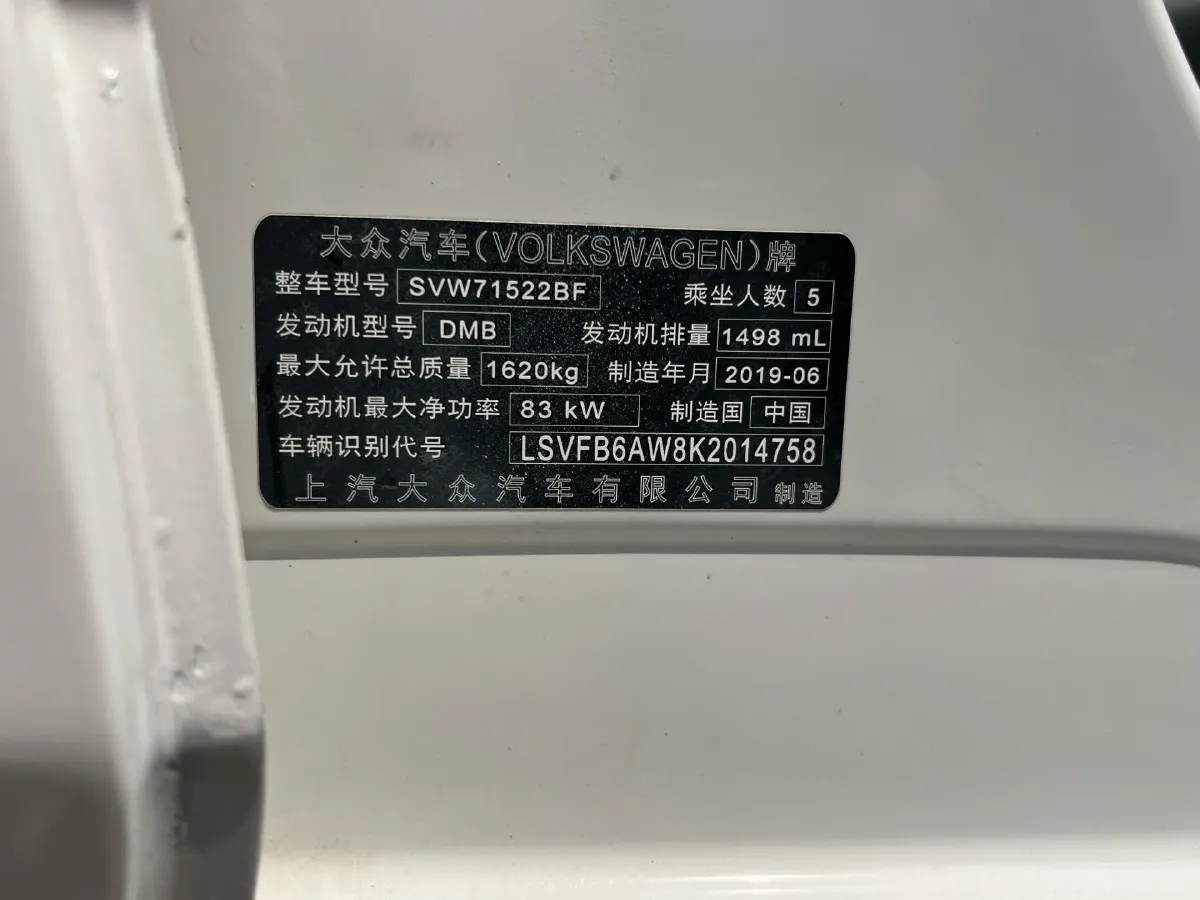 大众汽车(VOLKSWAGEN)牌
整车型号 SVW71522BF 乘坐人数 5
发动机型号 DMB 发动机排量 1498 mL
最大允许总质量 1620kg 制造年月 2019-06
发动机最大净功率 83 kW 制造国 中国
车辆识别代号 LSVFB6AW8K2014758
上汽大众汽车有限公司 制造